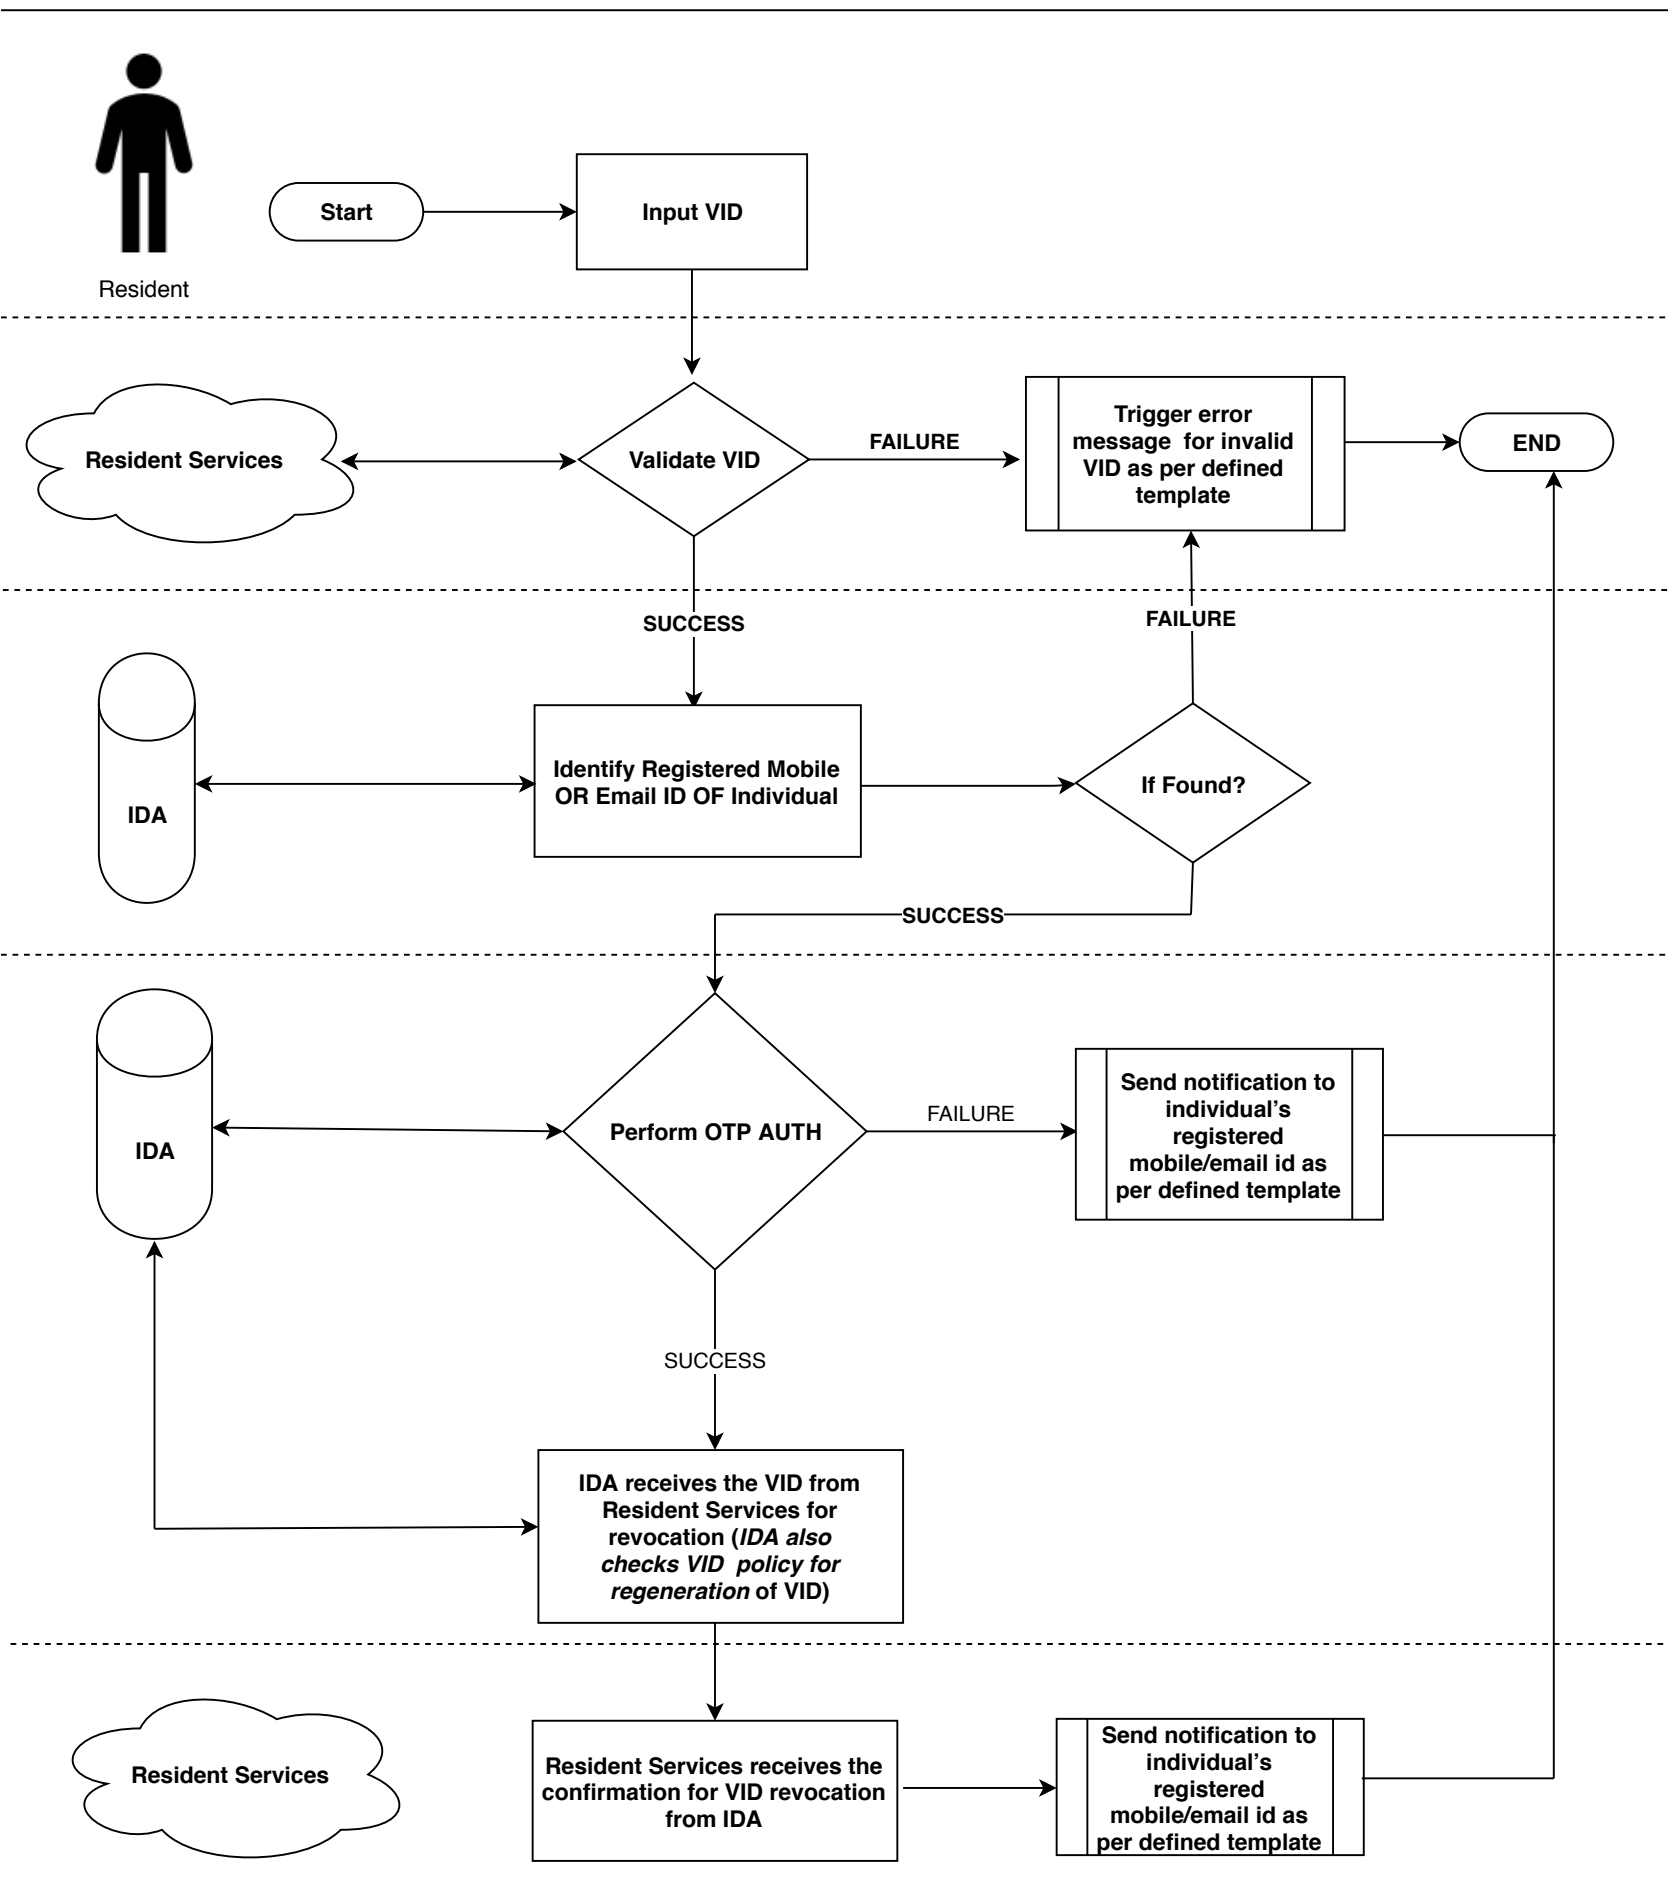 Start
Input VID
Resident
Resident Services
Validate VID
FAILURE
Trigger error
message for invalid
VID as per defined
template
END
SUCCESS
FAILURE
IDA
Identify Registered Mobile
OR Email ID OF Individual
If Found?
SUCCESS
IDA
Perform OTP AUTH
FAILURE
Send notification to
individual’s
registered
mobile/email id as
per defined template
SUCCESS
IDA receives the VID from
Resident Services for
revocation (IDA also
checks VID policy for
regeneration of VID)
Resident Services
Resident Services receives the
confirmation for VID revocation
from IDA
Send notification to
individual’s
registered
mobile/email id as
per defined template